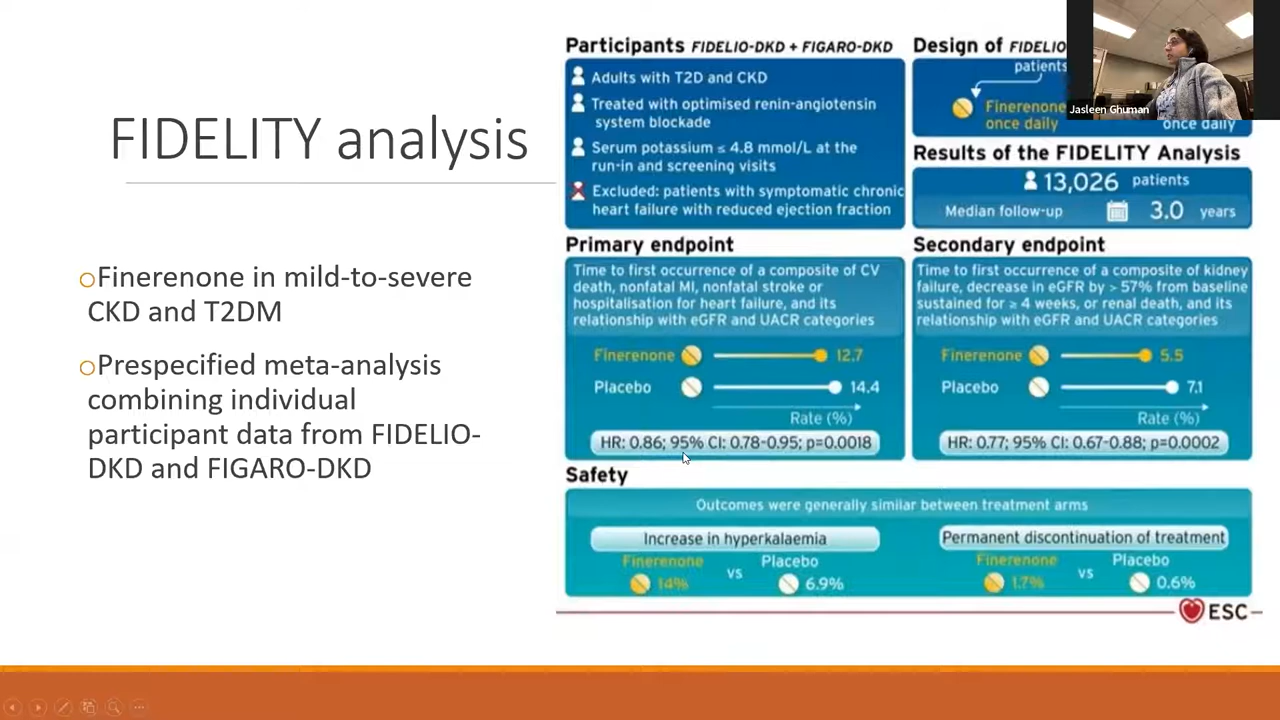 FIDELITY analysis
Finerenone in mild-to-severe
CKD and T2DM
Prespecified meta-analysis
combining individual
participant data from FIDELIO-
DKD and FIGARO-DKD
Participants FIDELIO-DKD + FIGARO-DKD
Adults with T2D and CKD
Treated with optimised renin-angiotensin
system blockade
Serum potassium ≤ 4.8 mmol/L at the
run-in and screening visits
Excluded: patients with symptomatic chronic
heart failure with reduced ejection fraction
Design of FIDELIO
patients
Finerenone
once daily
once daily
Jasleen Ghuman
Results of the FIDELITY Analysis
13,026 patients
Median follow-up 3.0 years
Primary endpoint
Time to first occurrence of a composite of CV
death, nonfatal MI, nonfatal stroke or
hospitalisation for heart failure, and its
relationship with eGFR and UACR categories
Finerenone 12.7
Placebo 14.4
Rate (%)
HR: 0.86; 95% CI: 0.78-0.95; p=0.0018
Secondary endpoint
Time to first occurrence of a composite of kidney
failure, decrease in eGFR by > 57% from baseline
sustained for ≥ 4 weeks, or renal death, and its
relationship with eGFR and UACR categories
Finerenone 5.5
Placebo 7.1
Rate (%)
HR: 0.77; 95% CI: 0.67-0.88; p=0.0002
Safety
Outcomes were generally similar between treatment arms
Increase in hyperkalaemia
Finerenone vs Placebo
14% 6.9%
Permanent discontinuation of treatment
Finerenone vs Placebo
1.7% 0.6%
ESC